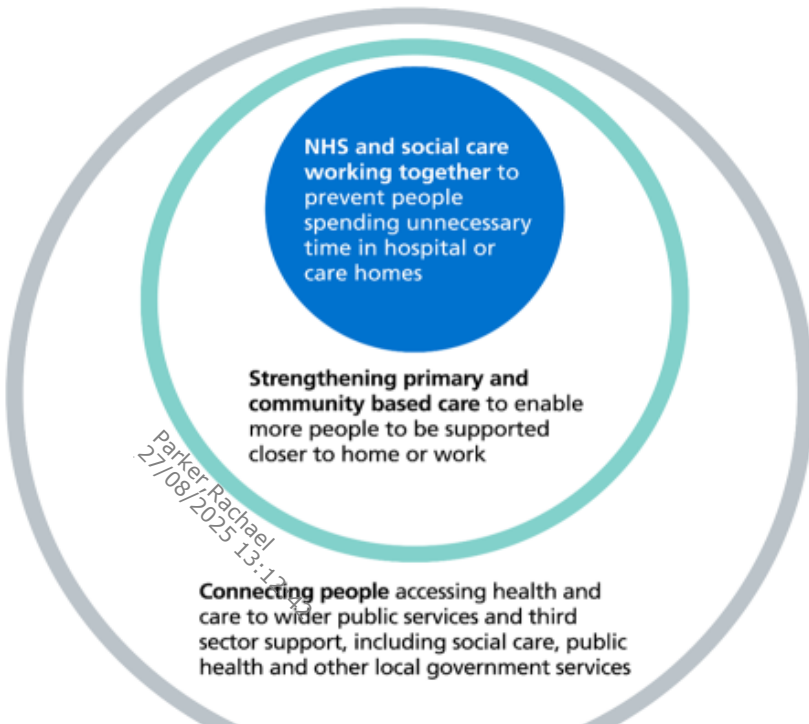 NHS and social care
working together to
prevent people
spending unnecessary
time in hospital or
care homes
Strengthening primary and
community based care to enable
more people to be supported
closer to home or work
Parker Rachael
27/08/2025 13:12:43
Connecting people accessing health and
care to wider public services and third
sector support, including social care, public
health and other local government services